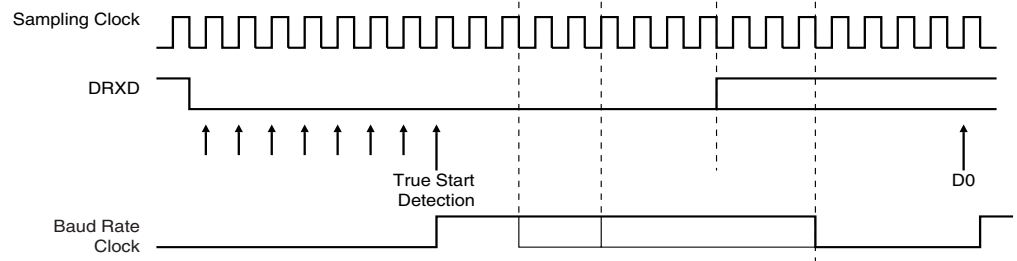 Sampling Clock
DRXD
True Start
Detection
D0
Baud Rate
Clock